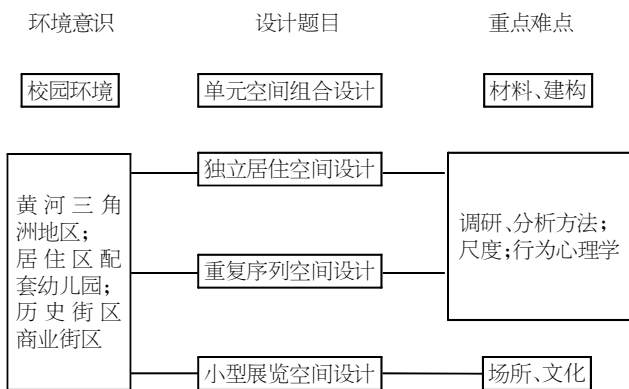 环境意识 设计题目 重点难点
校园环境 单元空间组合设计 材料、建构
独立居住空间设计
黄河三角
洲地区；
居住区配
套幼儿园；
历史街区
商业街区
调研、分析方法；
尺度；行为心理学
重复序列空间设计
小型展览空间设计 场所、文化